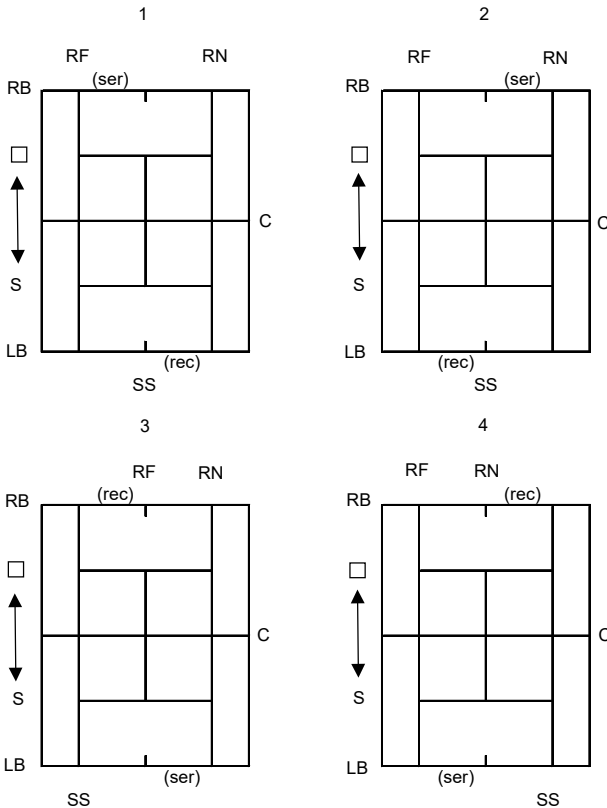 1
RF RN
(ser)
RB
C
S
LB
(rec)
SS
2
RF RN
(ser)
RB
C
S
LB
(rec)
SS
3
RF RN
(rec)
RB
C
S
LB
(ser)
SS
4
RF RN
(rec)
RB
C
S
LB
(ser)
SS